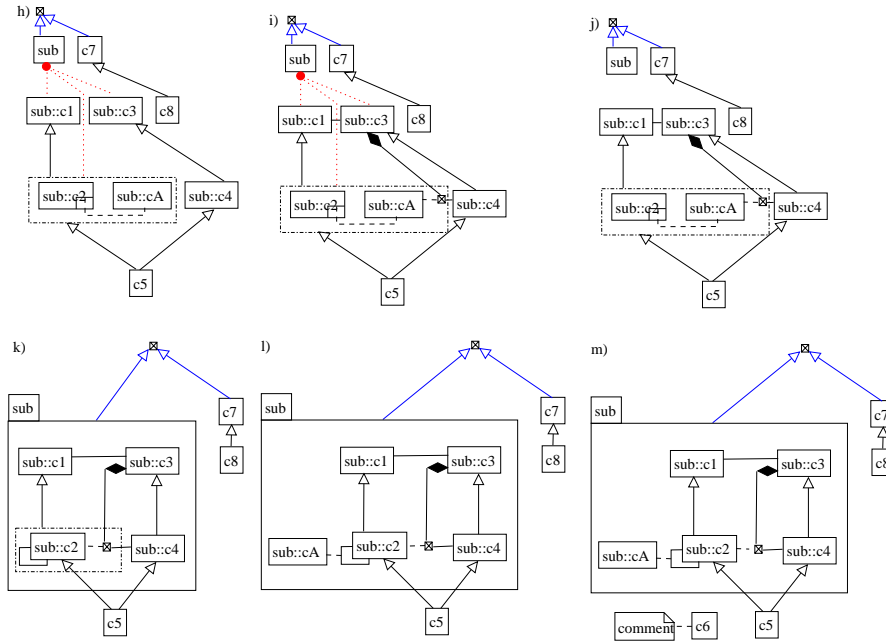 h)
sub
c7
sub::c1
sub::c3
c8
sub::c2
sub::cA
sub::c4
c5
i)
sub
c7
sub::c1
sub::c3
c8
sub::c2
sub::cA
sub::c4
c5
j)
sub
c7
sub::c1
sub::c3
c8
sub::c2
sub::cA
sub::c4
c5
k)
sub
c7
sub::c1
sub::c3
c8
sub::c2
sub::c4
c5
l)
sub
c7
sub::c1
sub::c3
c8
sub::cA
sub::c2
sub::c4
c5
m)
sub
c7
sub::c1
sub::c3
c8
sub::cA
sub::c2
sub::c4
comment
c6
c5